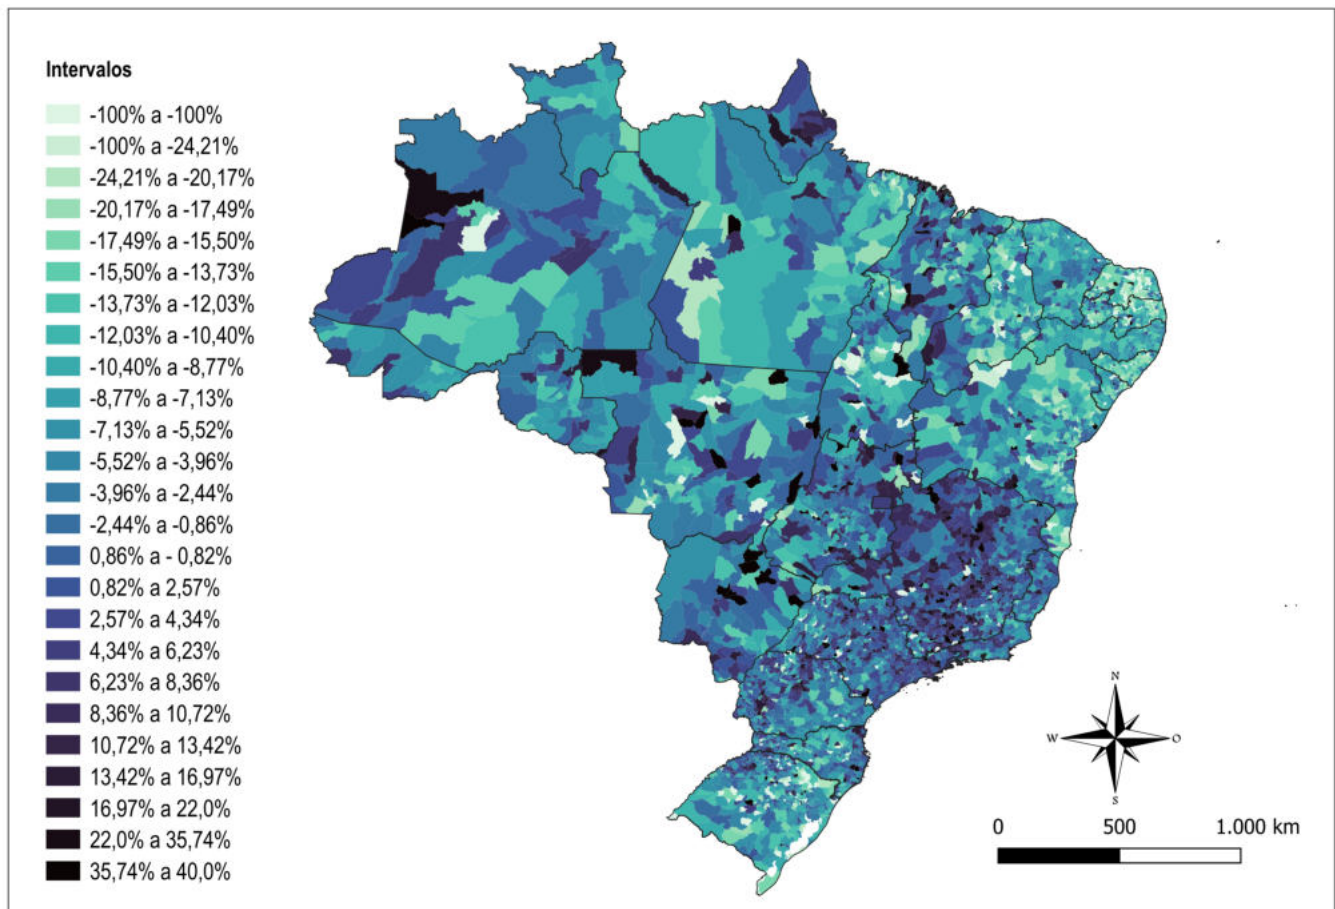 Intervalos
-100% a -100%
-100% a -24,21%
-24,21% a -20,17%
-20,17% a -17,49%
-17,49% a -15,50%
-15,50% a -13,73%
-13,73% a -12,03%
-12,03% a -10,40%
-10,40% a -8,77%
-8,77% a -7,13%
-7,13% a -5,52%
-5,52% a -3,96%
-3,96% a -2,44%
-2,44% a -0,86%
0,86% a - 0,82%
0,82% a 2,57%
2,57% a 4,34%
4,34% a 6,23%
6,23% a 8,36%
8,36% a 10,72%
10,72% a 13,42%
13,42% a 16,97%
16,97% a 22,0%
22,0% a 35,74%
35,74% a 40,0%
N
W O
S
0 500 1.000 km